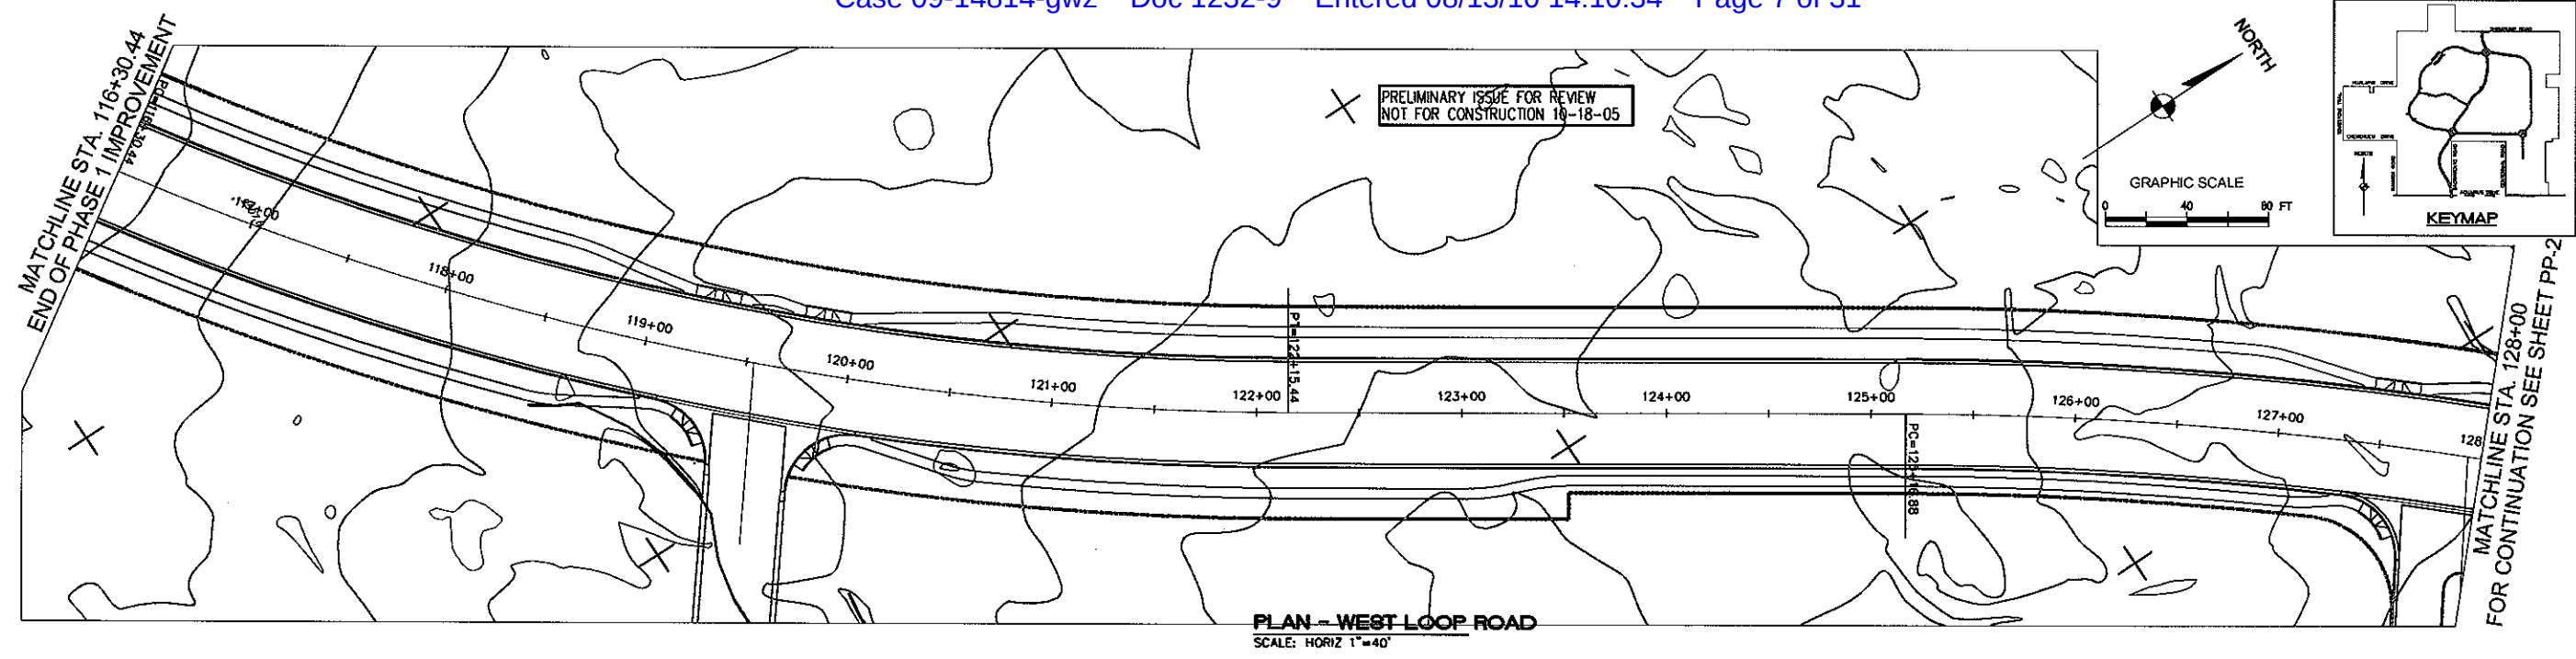 Case 09-14814-gwz Doc 1232-9 Entered 08/13/10 14:10:54 Page 7 of 31
MATCHLINE STA. 116+30.44
END OF PHASE 1 IMPROVEMENT
PRELIMINARY ISSUE FOR REVIEW
NOT FOR CONSTRUCTION 10-18-05
NORTH
GRAPHIC SCALE
0 40 80 FT
NORTH
KEYMAP
118+00
119+00
120+00
121+00
122+00
PT=122+15.44
123+00
124+00
125+00
126+00
127+00
128
MATCHLINE STA. 128+00
FOR CONTINUATION SEE SHEET PP-2
PLAN - WEST LOOP ROAD
SCALE: HORIZ 1"=40'